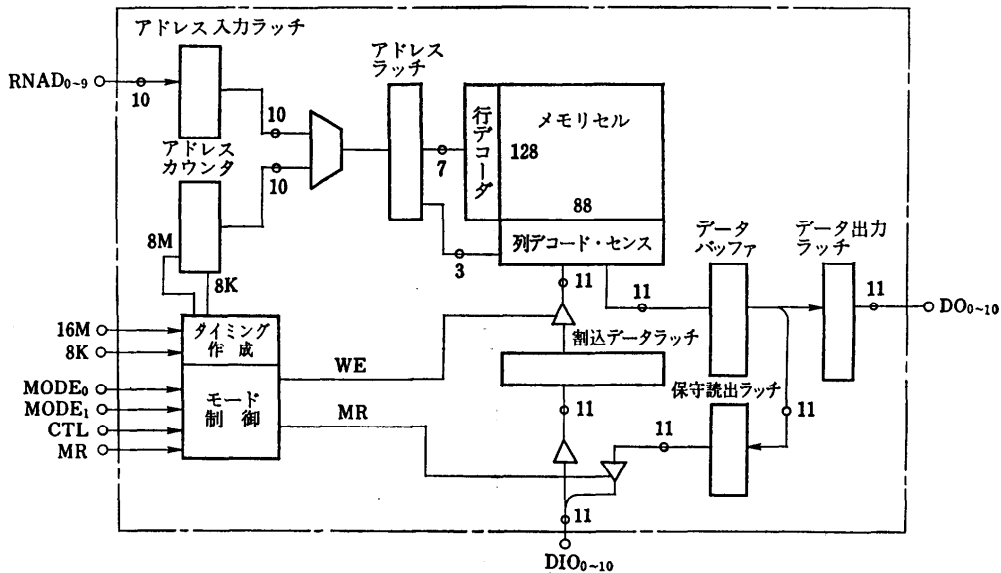 アドレス入力ラッチ
RNAD0~9
10
10
アドレス
カウンタ
10
8M
8K
アドレス
ラッチ
7
3
行デコーダ
メモリセル
128
88
列デコード・センス
11
11
データ
バッファ
データ出力
ラッチ
11
DO0~10
16M
8K
タイミング
作成
MODE0
MODE1
CTL
MR
モード
制御
WE
MR
割込データラッチ
11
保守読出ラッチ
11
11
11
DIO0~10